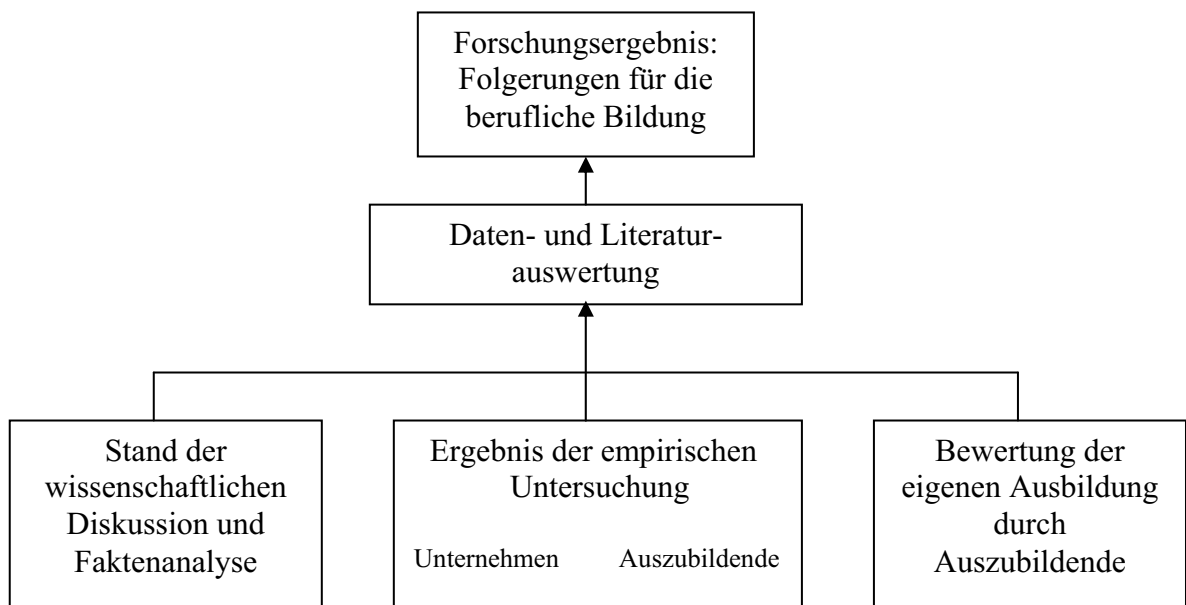 Forschungsergebnis:
Folgerungen für die
berufliche Bildung
Daten- und Literatur-
auswertung
Stand der
wissenschaftlichen
Diskussion und
Faktenanalyse
Ergebnis der empirischen
Untersuchung
Unternehmen Auszubildende
Bewertung der
eigenen Ausbildung
durch
Auszubildende